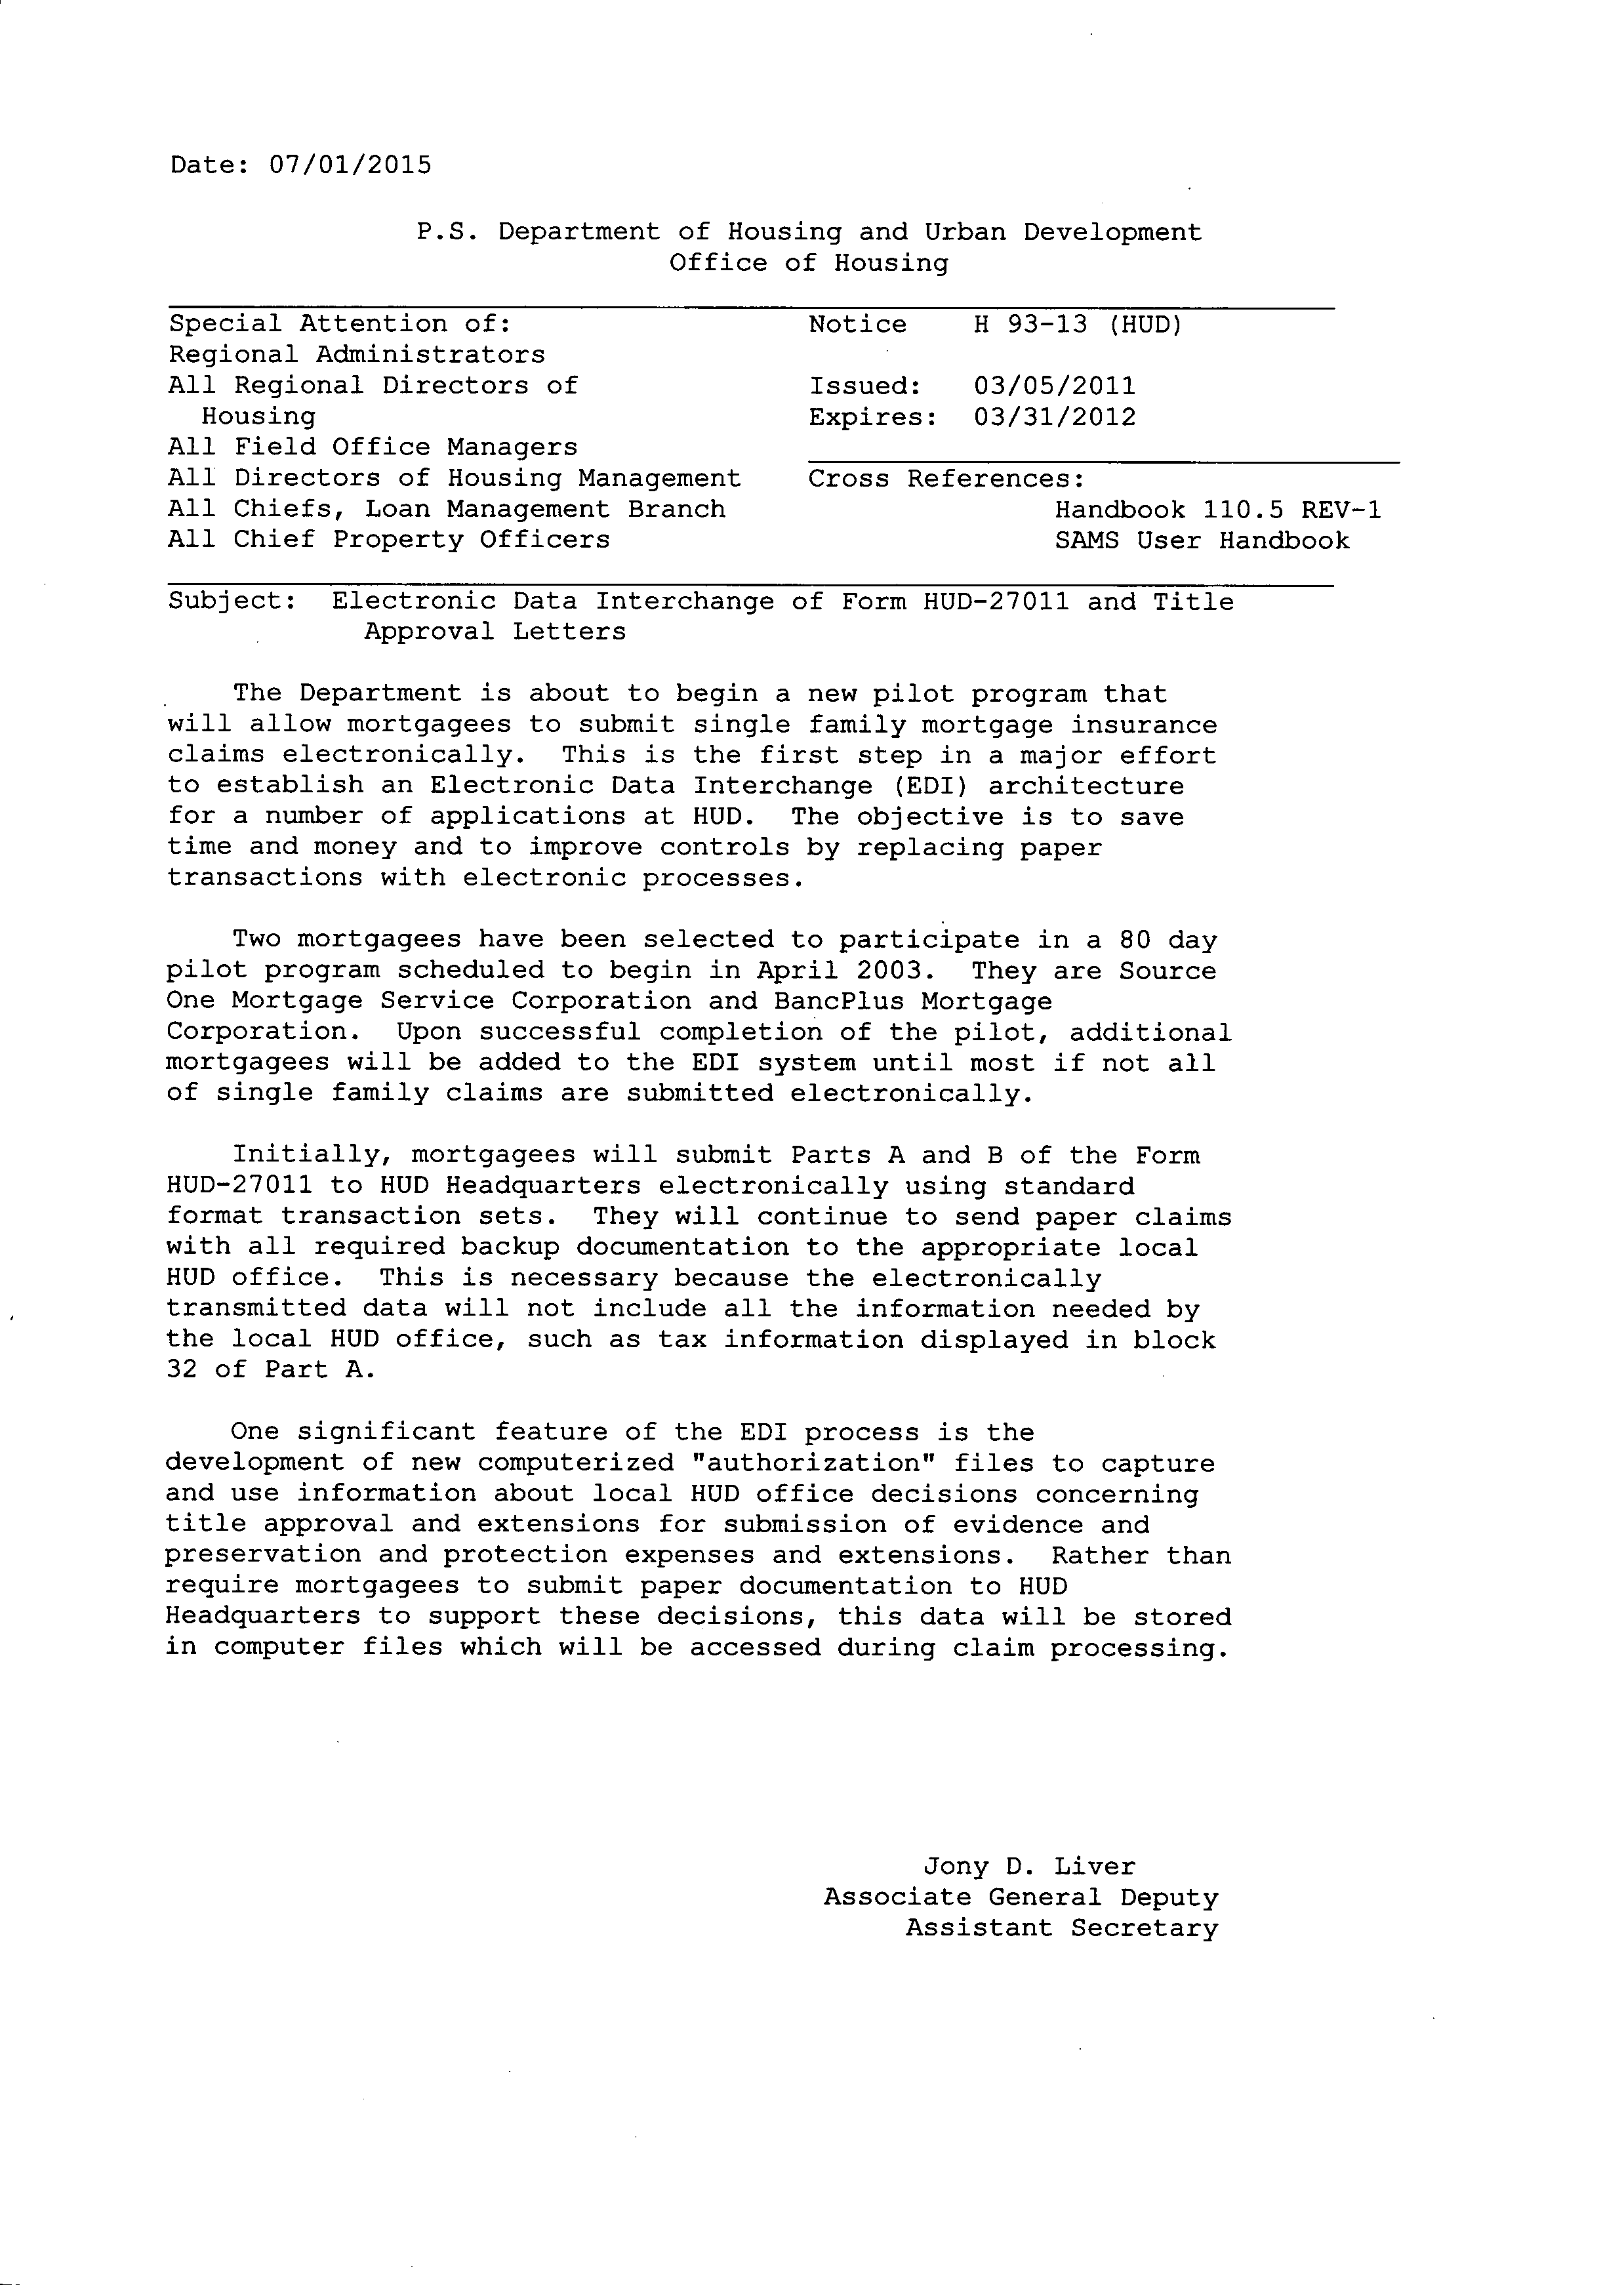 Date: 07/01/2015
P.S. Department of Housing and Urban Development
Office of Housing
Special Attention of:
Regional Administrators
All Regional Directors of
Housing
All Field Office Managers
All Directors of Housing Management
All Chiefs, Loan Management Branch
All Chief Property Officers
Notice H 93-13 (HUD)
Issued: 03/05/2011
Expires: 03/31/2012
Cross References:
Handbook 110.5 REV-1
SAMS User Handbook
Subject: Electronic Data Interchange of Form HUD-27011 and Title
Approval Letters
The Department is about to begin a new pilot program that
will allow mortgagees to submit single family mortgage insurance
claims electronically. This is the first step in a major effort
to establish an Electronic Data Interchange (EDI) architecture
for a number of applications at HUD. The objective is to save
time and money and to improve controls by replacing paper
transactions with electronic processes.
Two mortgagees have been selected to participate in a 80 day
pilot program scheduled to begin in April 2003. They are Source
One Mortgage Service Corporation and BancPlus Mortgage
Corporation. Upon successful completion of the pilot, additional
mortgagees will be added to the EDI system until most if not all
of single family claims are submitted electronically.
Initially, mortgagees will submit Parts A and B of the Form
HUD-27011 to HUD Headquarters electronically using standard
format transaction sets. They will continue to send paper claims
with all required backup documentation to the appropriate local
HUD office. This is necessary because the electronically
transmitted data will not include all the information needed by
the local HUD office, such as tax information displayed in block
32 of Part A.
One significant feature of the EDI process is the
development of new computerized "authorization" files to capture
and use information about local HUD office decisions concerning
title approval and extensions for submission of evidence and
preservation and protection expenses and extensions. Rather than
require mortgagees to submit paper documentation to HUD
Headquarters to support these decisions, this data will be stored
in computer files which will be accessed during claim processing.
Jony D. Liver
Associate General Deputy
Assistant Secretary